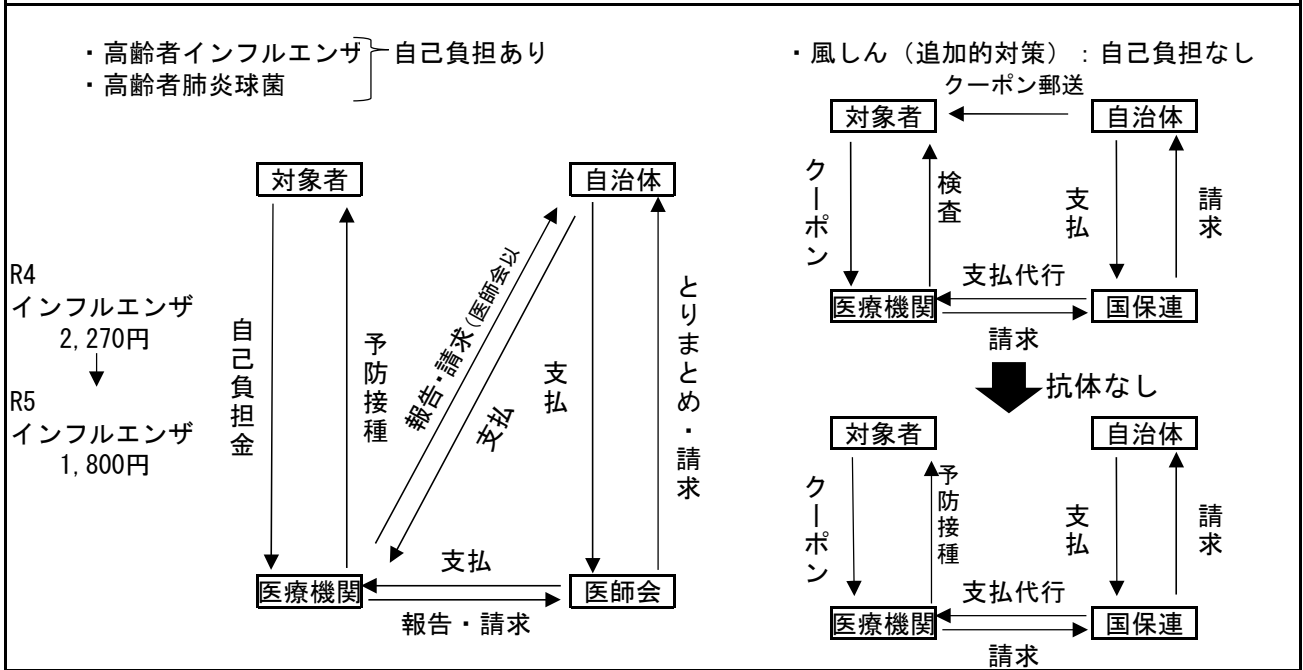 ・高齢者インフルエンザ
・高齢者肺炎球菌
自己負担あり
対象者
自治体
R4
インフルエンザ
2,270円
R5
インフルエンザ
1,800円
自己負担金
予防接種
報告・請求(医師会以
支払
支払
とりまとめ・請求
医療機関
支払
報告・請求
医師会
・風しん（追加的対策）：自己負担なし
クーポン郵送
対象者
自治体
クーポン
検査
支払
請求
医療機関
支払代行
請求
国保連
抗体なし
対象者
自治体
クーポン
予防接種
支払
請求
医療機関
支払代行
請求
国保連